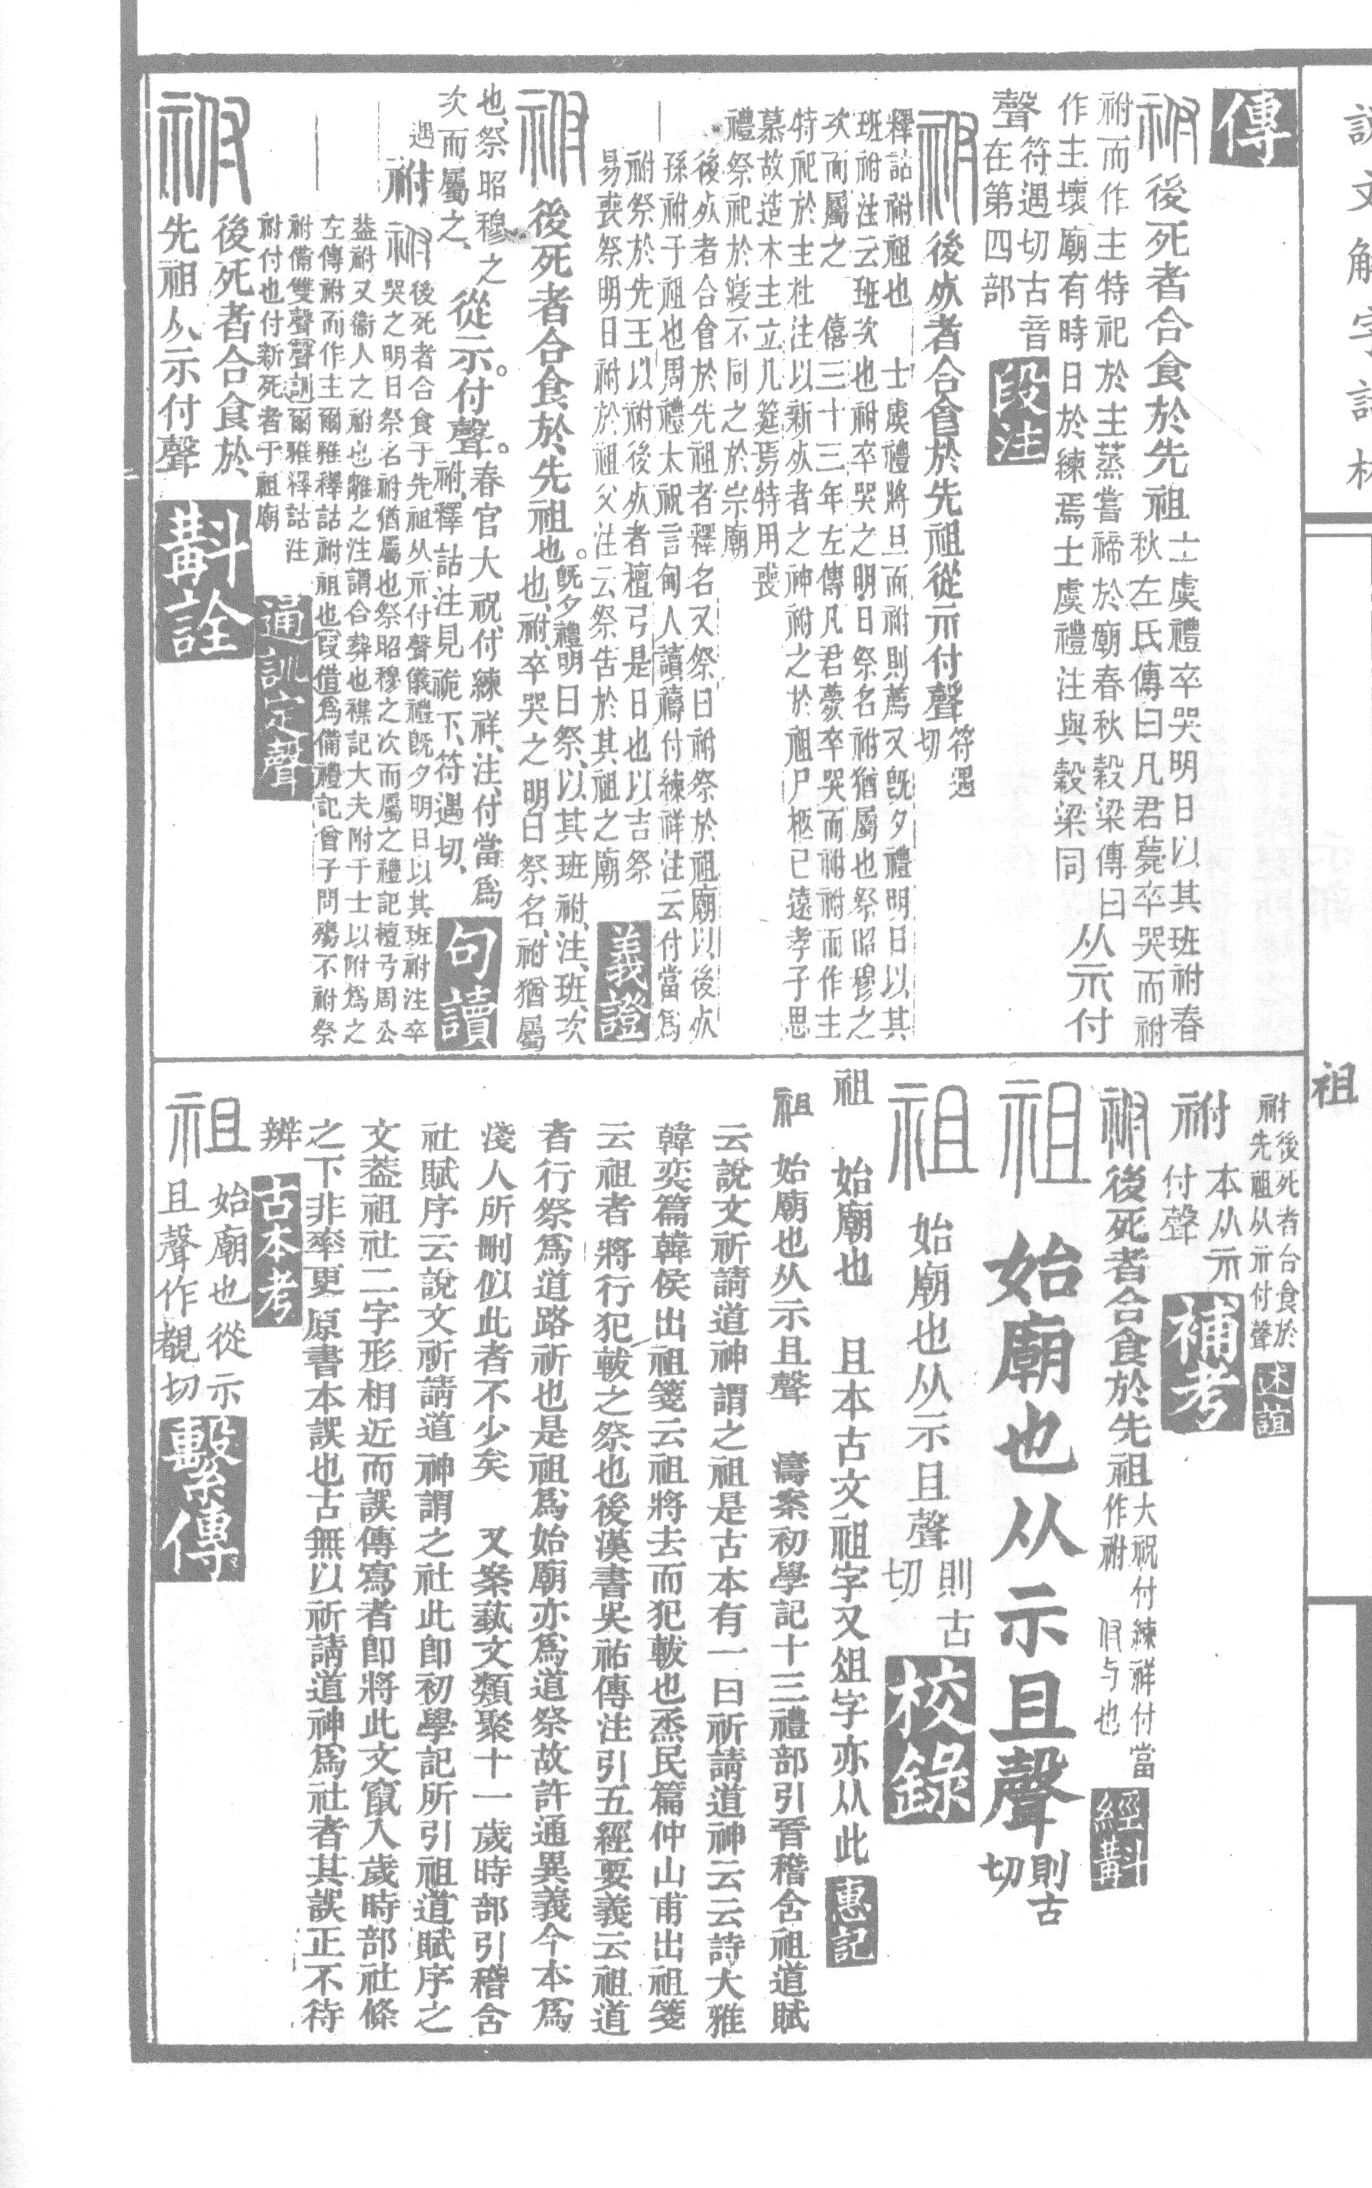 說文解字詁林
祖
傳
祔後死者合食於先祖
士虞禮卒哭明日以其班祔春
秋左氏傳曰凡君薨卒哭而祔
祔而作主特祀於主蒸嘗禘於廟春秋穀梁傳曰
作主壞廟有時日於練焉士虞禮注與穀梁同
从示付
聲
符遇切古音
在第四部
段注
祔後𣦸者合食於先祖從示付聲
符遇
切
釋詁祔祖也　士虞禮將旦而祔則薦又既夕禮明日以其
班祔注云班次也祔卒哭之明日祭名祔猶屬也祭昭穆之
次而屬之　僖三十三年左傳凡君薨卒哭而祔祔而作主
特祀於主杜注以新𣦸者之神祔之於祖尸柩已遠孝子思
慕故造木主立几筵焉特用喪
禮祭祀於寢不同之於宗廟
後𣦸者合食於先祖者釋名又祭曰祔祭於祖廟以後𣦸
孫祔于祖也周禮大祝言甸人讀禱付練祥注云付當爲
祔祭於先王以祔後𣦸者檀弓是日也以吉祭
易喪祭明日祔於祖父注云祭告於其祖之廟
義證
祔後死者合食於先祖也。
既夕禮明日祭、以其班祔、注、班、次
也、祔、卒哭之明日祭名、祔猶屬
也、祭昭穆之
次而屬之、
從示。付聲。
春官大祝、付、練、祥、注、付當爲
祔、釋詁注見祪下、符遇切、
句讀
遇
祔
祔
後死者合食于先祖从示付聲儀禮既夕明日以其班祔注卒
哭之明日祭名祔猶屬也祭昭穆之次而屬之禮記檀弓周公
蓋祔又衞人之祔也離之注謂合葬也襍記大夫附于士以附爲之
左傳祔而作主爾雅釋詁祔祖也叚借爲備禮記曾子問殤不祔祭
祔備雙聲聲訓爾雅釋詁注
祔付也付新死者于祖廟
通訓定聲
祔
後死者合食於
先祖从示付聲
斠詮
祔
後死者合食於
先祖从示付聲
述誼
祔
本从示
付聲
補考
祔後死者合食於先祖
大祝付練祥付當
作祔　付与也
經斠
祖始廟也从示且聲
則古
切
祖始廟也从示且聲
則古
切
校錄
祖　始廟也　且本古文祖字又俎字亦从此
惠記
祖　始廟也从示且聲　濤案初學記十三禮部引晉嵇含祖道賦
云說文祈請道神謂之祖是古本有一曰祈請道神云云詩大雅
韓奕篇韓侯出祖箋云祖將去而犯軷也烝民篇仲山甫出祖箋
云祖者將行犯軷之祭也後漢書吳祐傳注引五經要義云祖道
者行祭爲道路祈也是祖爲始廟亦爲道祭故許通異義今本爲
淺人所刪似此者不少矣　又案藝文類聚十一歲時部引嵇含
社賦序云說文祈請道神謂之社此即初學記所引祖道賦序之
文蓋祖社二字形相近而誤傳寫者即將此文竄入歲時部社條
之下非率更原書本誤也古無以祈請道神爲社者其誤正不待
辨
古本考
祖
始廟也從示
且聲作覩切
繫傳